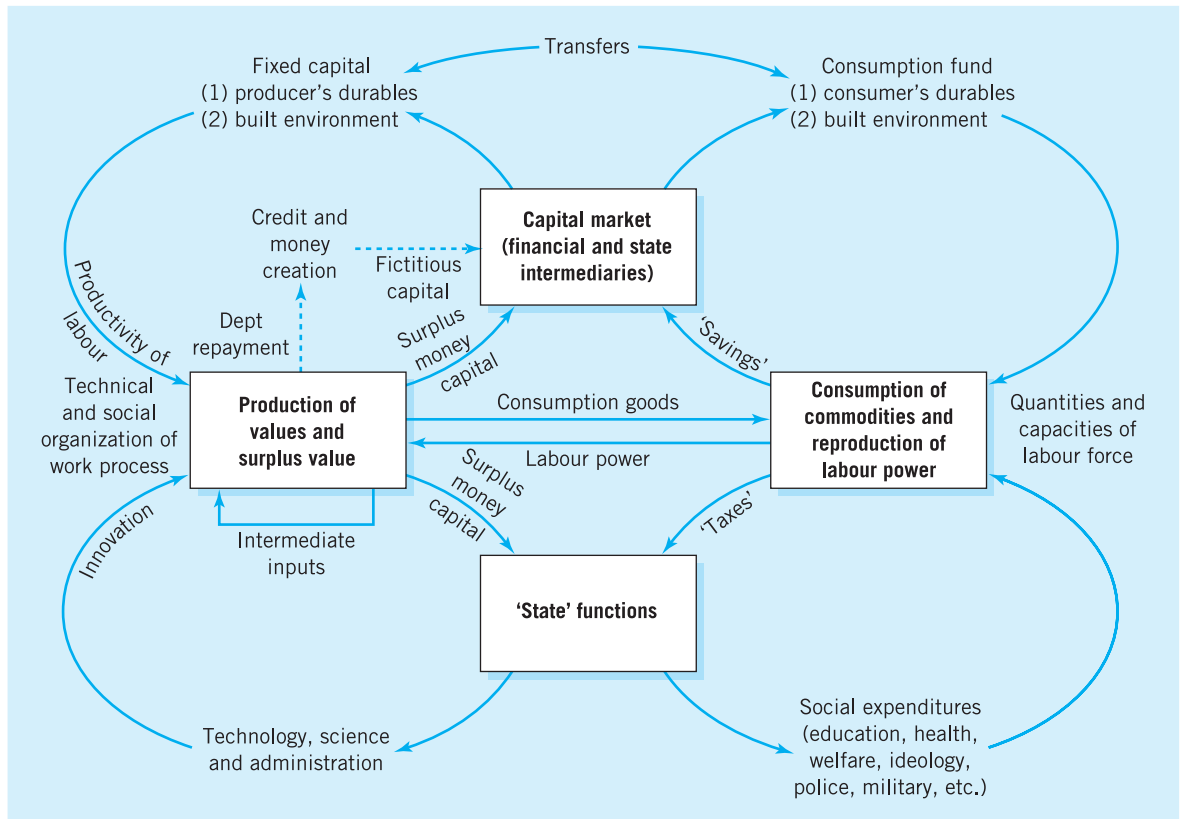 Transfers
Fixed capital
(1) producer's durables
(2) built environment
Consumption fund
(1) consumer's durables
(2) built environment
Capital market
(financial and state
intermediaries)
Credit and
money
creation
Fictitious
capital
Dept
repayment
Productivity of
labour
Surplus
money
capital
'Savings'
Technical
and social
organization of
work process
Production of
values and
surplus value
Consumption goods
Labour power
Consumption of
commodities and
reproduction of
labour power
Quantities and
capacities of
labour force
Surplus
money
capital
'Taxes'
Innovation
Intermediate
inputs
'State' functions
Technology, science
and administration
Social expenditures
(education, health,
welfare, ideology,
police, military, etc.)